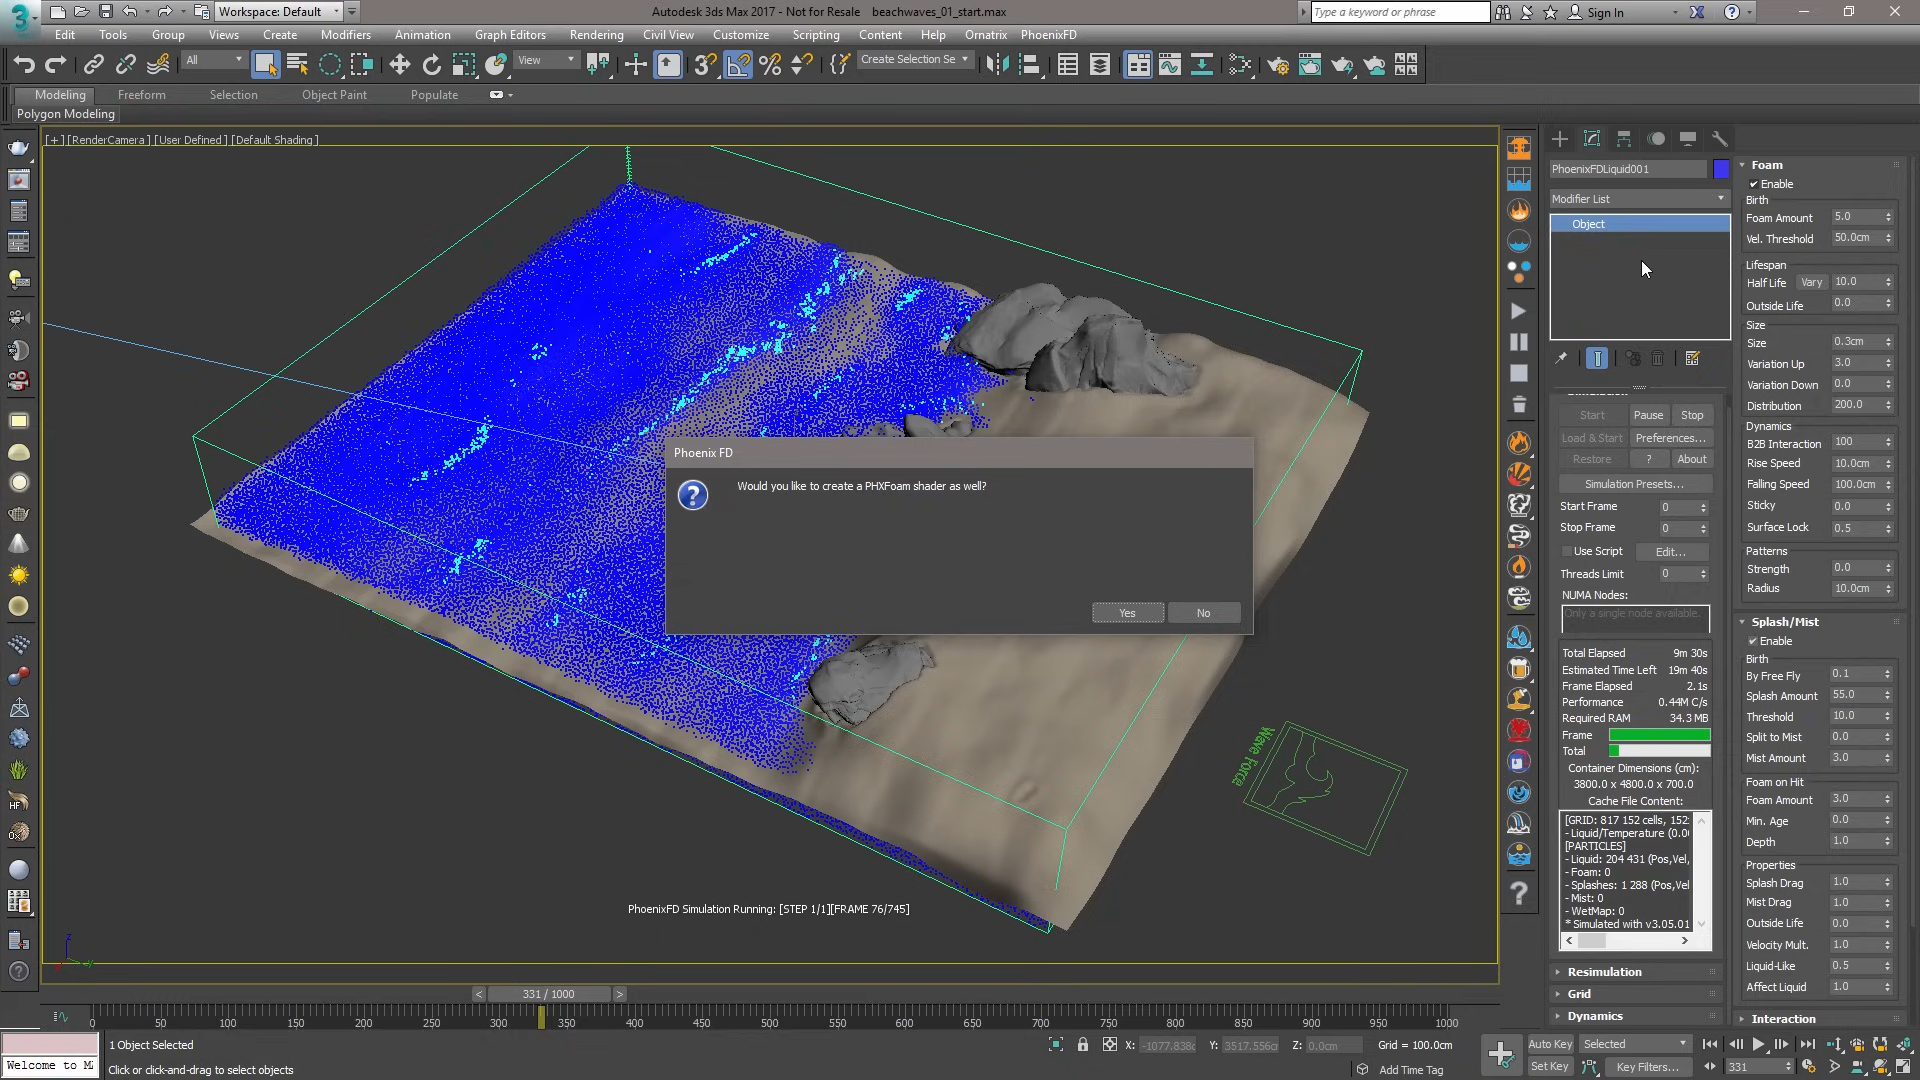 Workspace: Default
Autodesk 3ds Max 2017 - Not for Resale    beachwaves_01_start.max
Type a keyword or phrase
Sign In
Edit Tools Group Views Create Modifiers Animation Graph Editors Rendering Civil View Customize Scripting Content Help Ornatrix PhoenixFD
All
View
Create Selection Se
Modeling Freeform Selection Object Paint Populate
Polygon Modeling
[+] [RenderCamera] [User Defined] [Default Shading]
PhoenixFDLiquid001
Modifier List
Object
Start Pause Stop
Load & Start Preferences...
Restore ? About
Simulation Presets...
Start Frame 0
Stop Frame 0
Use Script Edit...
Threads Limit 0
NUMA Nodes:
Only a single node available.
Total Elapsed 9m 30s
Estimated Time Left 19m 40s
Frame Elapsed 2.1s
Performance 0.44M C/s
Required RAM 34.3 MB
Frame
Total
Container Dimensions (cm):
3800.0 x 4800.0 x 700.0
Cache File Content:
[GRID: 817 152 cells, 152
- Liquid/Temperature (0.0
[PARTICLES]
- Liquid: 204 431 (Pos,Vel,
- Foam: 0
- Splashes: 1 288 (Pos,Vel
- Mist: 0
- WetMap: 0
* Simulated with v3.05.01
Resimulation
Grid
Dynamics
Foam
Enable
Birth
Foam Amount 5.0
Vel. Threshold 50.0cm
Lifespan
Half Life Vary 10.0
Outside Life 0.0
Size
Size 0.3cm
Variation Up 3.0
Variation Down 0.0
Distribution 200.0
Dynamics
B2B Interaction 100
Rise Speed 10.0cm
Falling Speed 100.0cm
Sticky 0.0
Surface Lock 0.5
Patterns
Strength 0.0
Radius 10.0cm
Splash/Mist
Enable
Birth
By Free Fly 0.1
Splash Amount 55.0
Threshold 10.0
Split to Mist 0.0
Mist Amount 3.0
Foam on Hit
Foam Amount 3.0
Min. Age 0.0
Depth 1.0
Properties
Splash Drag 1.0
Mist Drag 1.0
Outside Life 0.0
Velocity Mult. 1.0
Liquid-Like 0.5
Affect Liquid 1.0
Interaction
Phoenix FD
Would you like to create a PHXFoam shader as well?
Yes No
Wave Force
PhoenixFD Simulation Running: [STEP 1/1][FRAME 76/745]
HF
Ox
z
< 331 / 1000 >
0 50 100 150 200 250 300 350 400 450 500 550 600 650 700 750 800 850 900 950 1000
1 Object Selected
X: -1077.838c Y: 3517.556cm Z: 0.0cm Grid = 100.0cm
Auto Key Selected
Welcome to M
Click or click-and-drag to select objects
Add Time Tag
Set Key Key Filters... 331